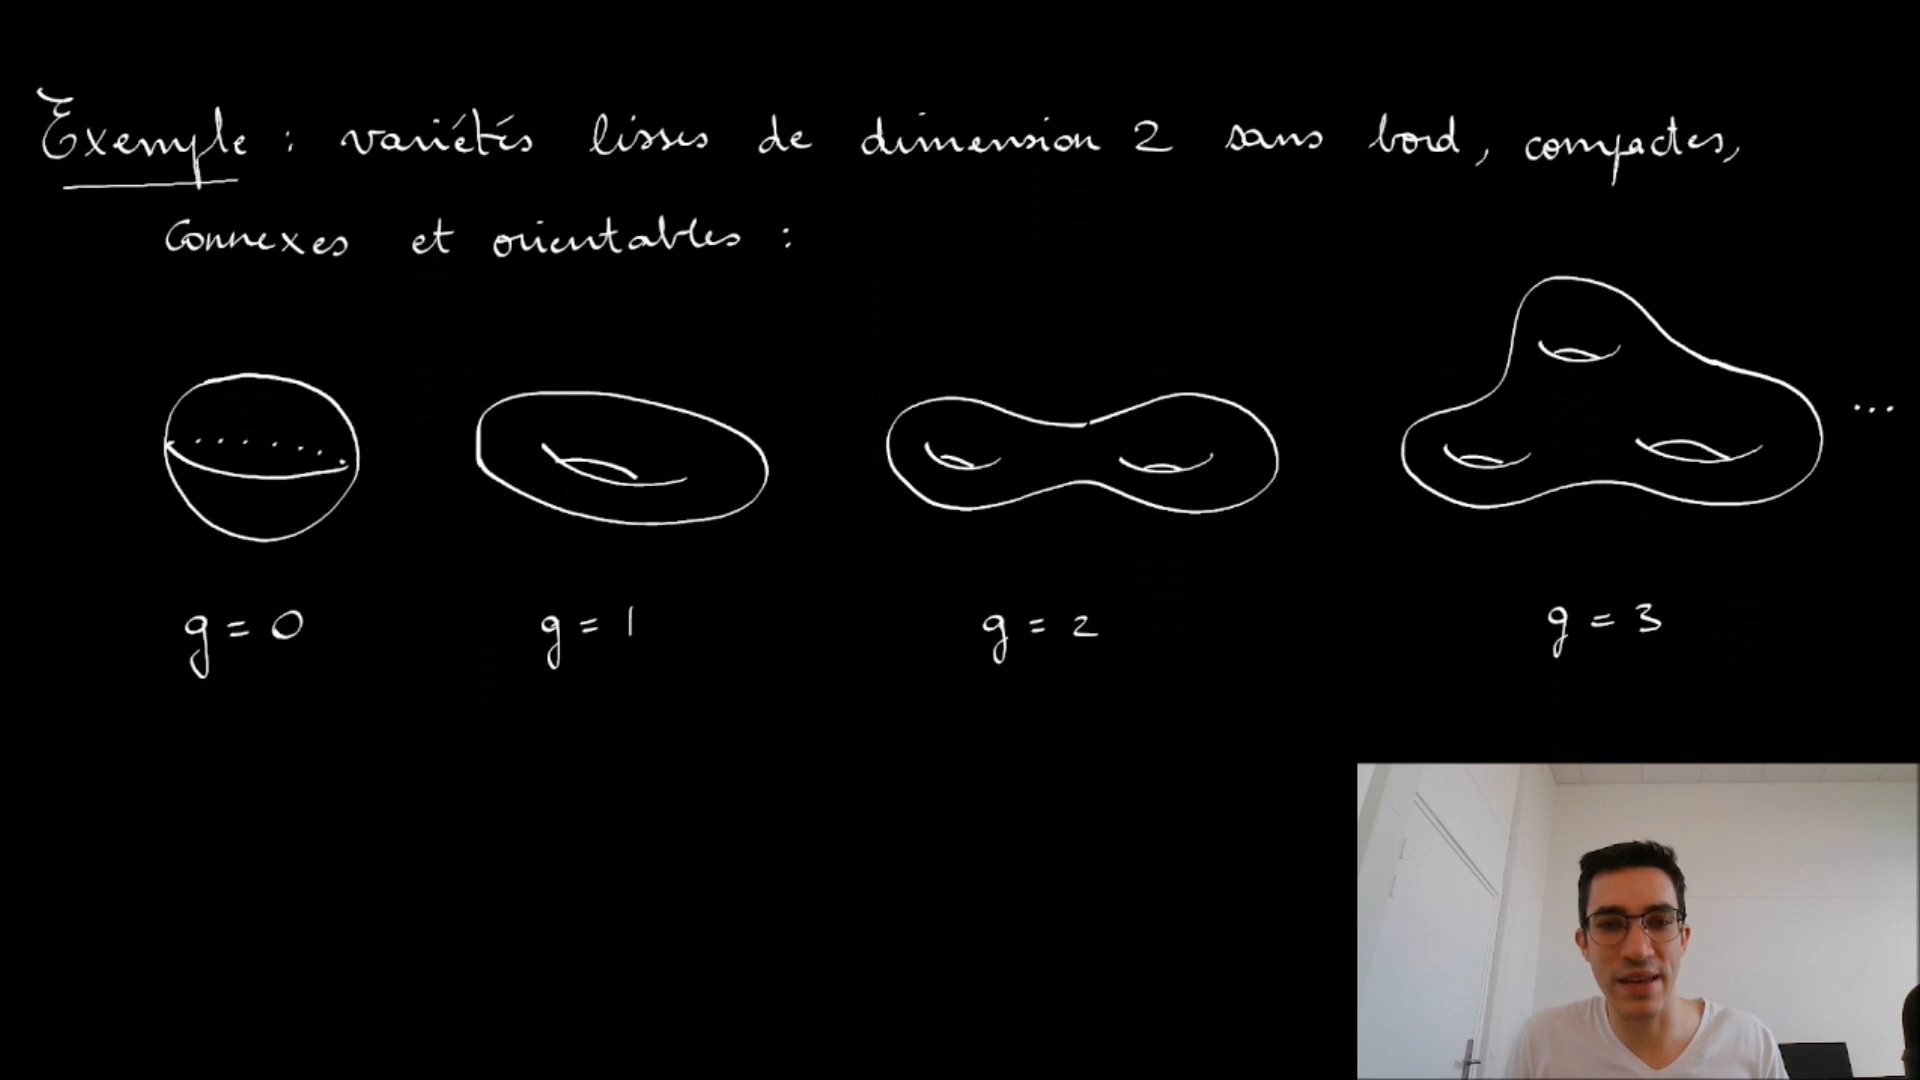 Exemple : variétés lisses de dimension 2 sans bord, compactes,
connexes et orientables :
...
g = 0 g = 1 g = 2 g = 3